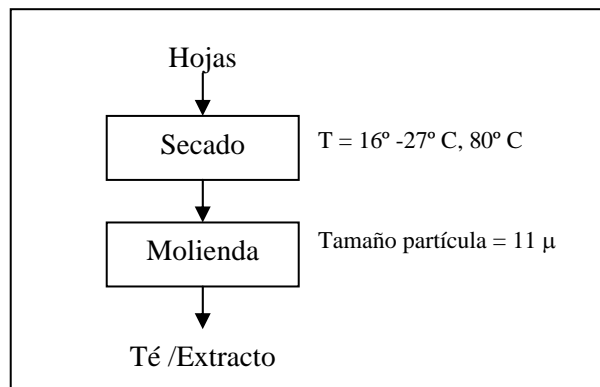 Hojas
Secado
T = 16º -27º C, 80º C
Molienda
Tamaño partícula = 11 μ
Té /Extracto